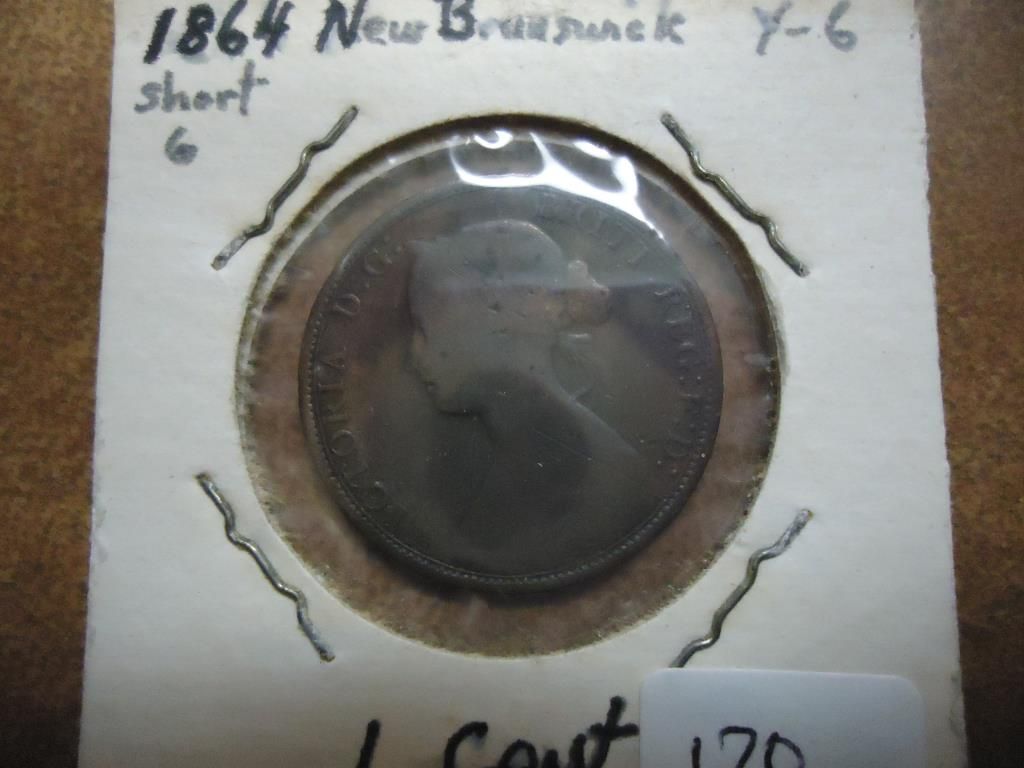 1864 New Brunswick Y-6
short
6
VICTORIA D.G. BRITT REG. F.D.
1 Cent
170